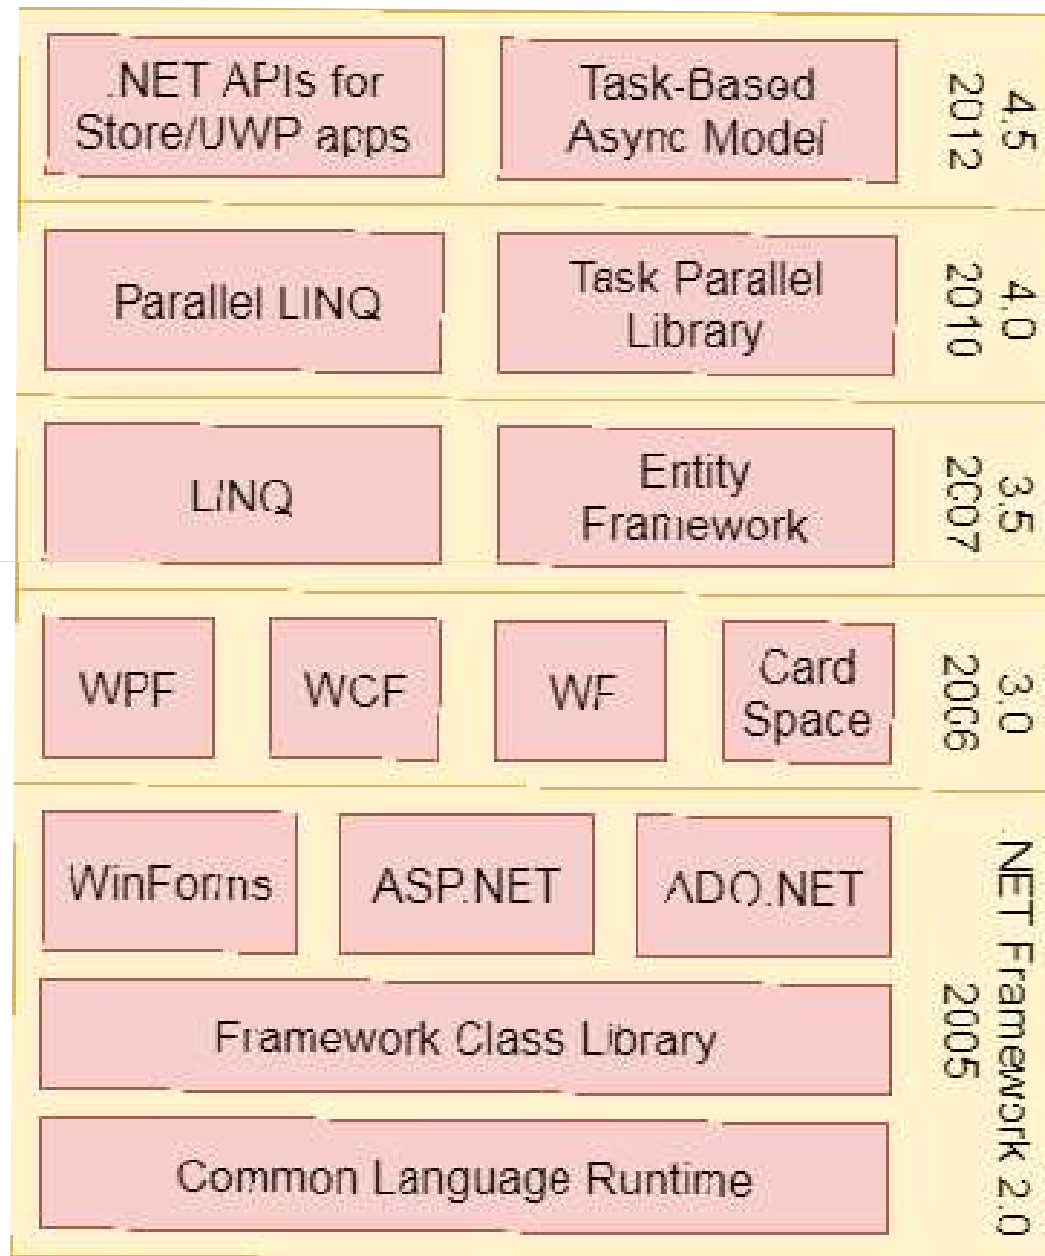 .NET APIs for
Store/UWP apps
Task-Based
Async Model
4.5
2012
Parallel LINQ
Task Parallel
Library
4.0
2010
LINQ
Entity
Framework
3.5
2007
WPF
WCF
WF
Card
Space
3.0
2006
WinForms
ASP.NET
ADO.NET
Framework Class Library
Common Language Runtime
.NET Framework 2.0
2005